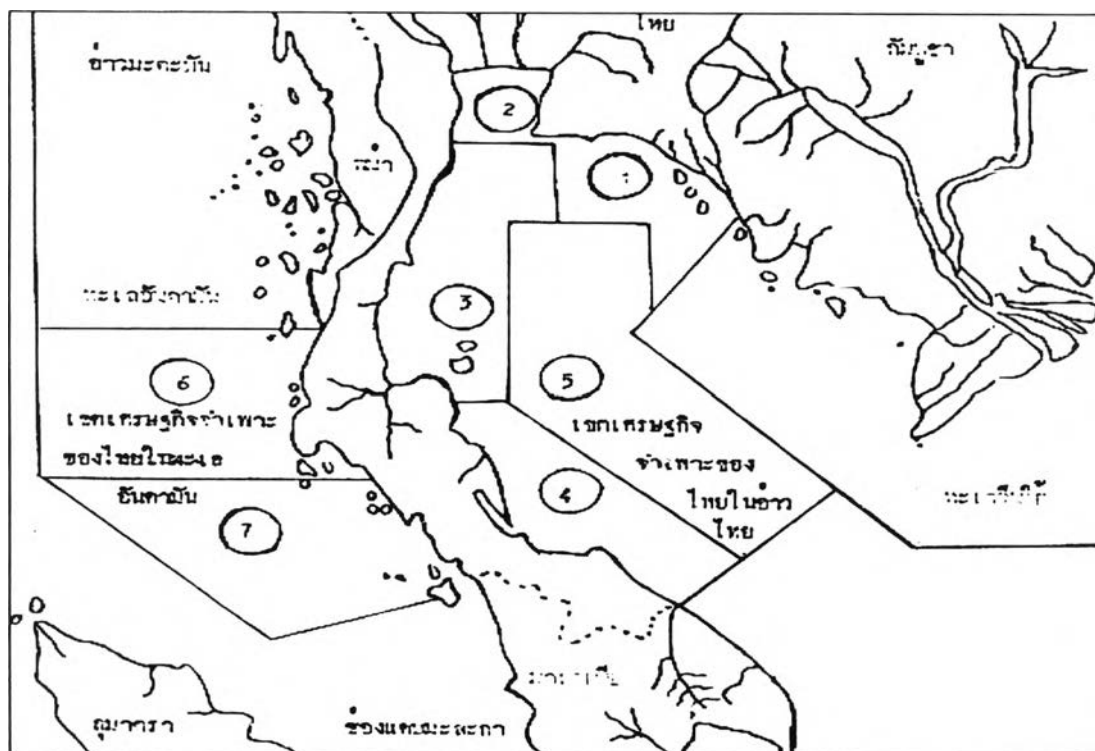 ไทย
กัมพูชา
อ่าวมะตะบัน
2
พม่า
1
ทะเลอันดามัน
3
6
5
เขตเศรษฐกิจจำเพาะ
ของไทยในทะเล
อันดามัน
เขตเศรษฐกิจ
จำเพาะของ
ไทยในอ่าว
ไทย
4
ทะเลจีนใต้
7
มาเลเซีย
สุมาตรา
ช่องแคบมะละกา